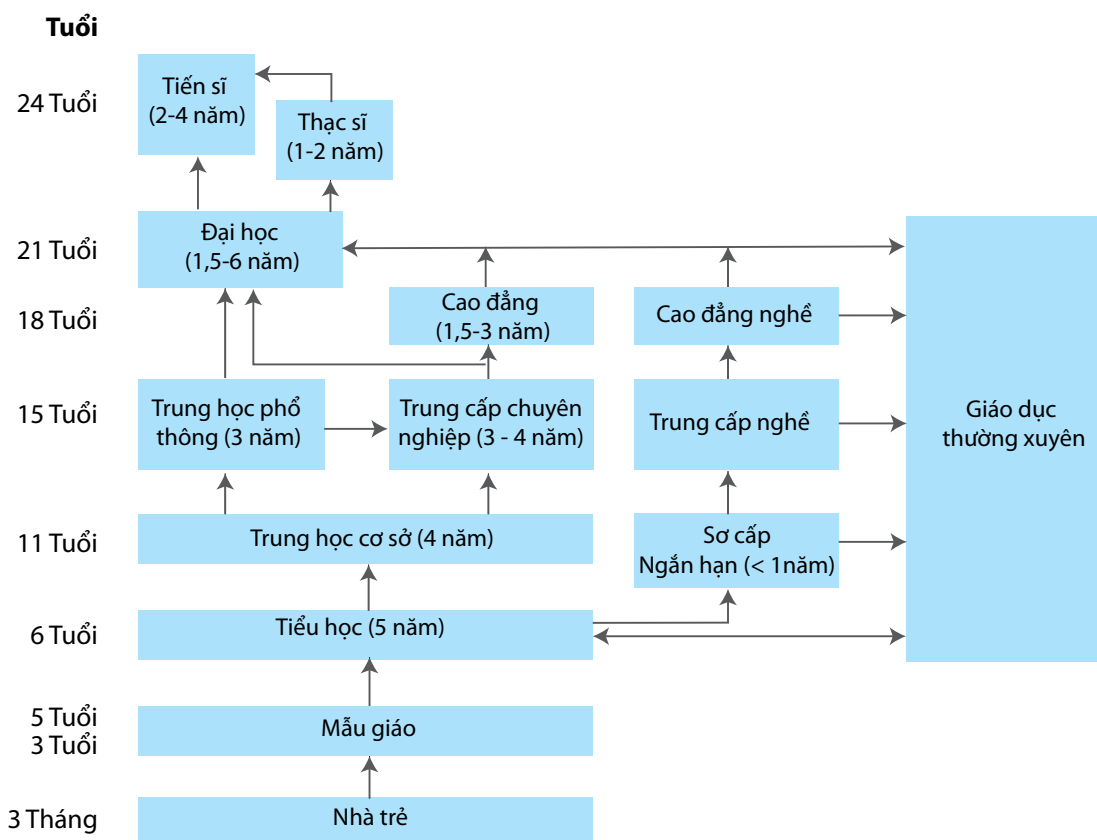 Tuổi
24 Tuổi
Tiến sĩ
(2-4 năm)
Thạc sĩ
(1-2 năm)
21 Tuổi
Đại học
(1,5-6 năm)
18 Tuổi
Cao đẳng
(1,5-3 năm)
Cao đẳng nghề
15 Tuổi
Trung học phổ
thông (3 năm)
Trung cấp chuyên
nghiệp (3 - 4 năm)
Trung cấp nghề
Giáo dục
thường xuyên
11 Tuổi
Trung học cơ sở (4 năm)
Sơ cấp
Ngắn hạn (< 1năm)
6 Tuổi
Tiểu học (5 năm)
5 Tuổi
3 Tuổi
Mẫu giáo
3 Tháng
Nhà trẻ